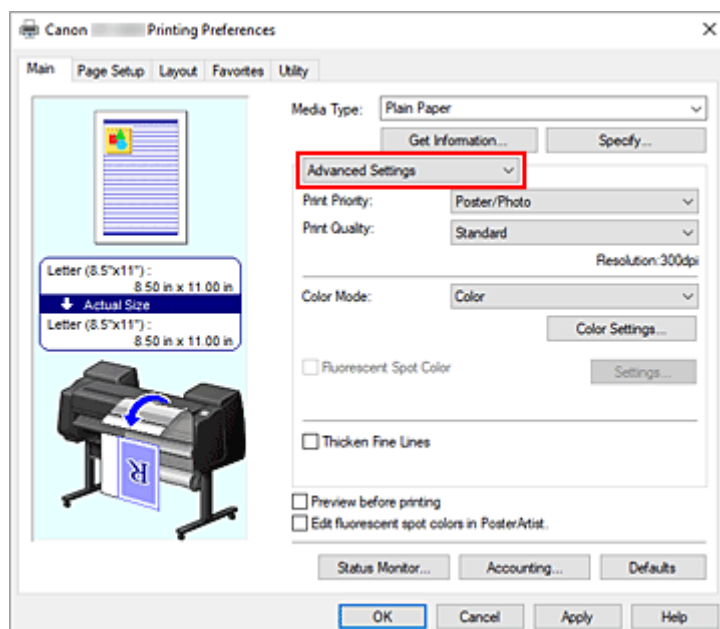 Canon Printing Preferences
Main Page Setup Layout Favorites Utility
Media Type: Plain Paper
Get Information... Specify...
Advanced Settings
Print Priority: Poster/Photo
Print Quality: Standard
Resolution:300dpi
Letter (8.5"x11") :
8.50 in x 11.00 in
Actual Size
Letter (8.5"x11") :
8.50 in x 11.00 in
Color Mode: Color
Color Settings...
Fluorescent Spot Color Settings...
Thicken Fine Lines
R
Preview before printing
Edit fluorescent spot colors in PosterArtist.
Status Monitor... Accounting... Defaults
OK Cancel Apply Help